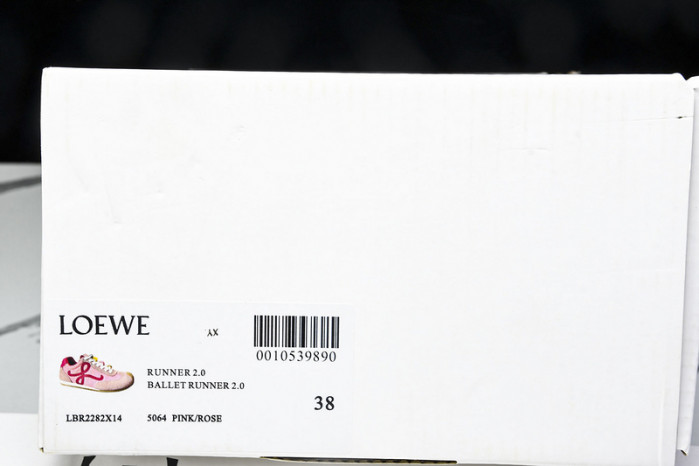 LOEWE
AX
0010539890
RUNNER 2.0
BALLET RUNNER 2.0
38
LBR2282X14 5064 PINK/ROSE